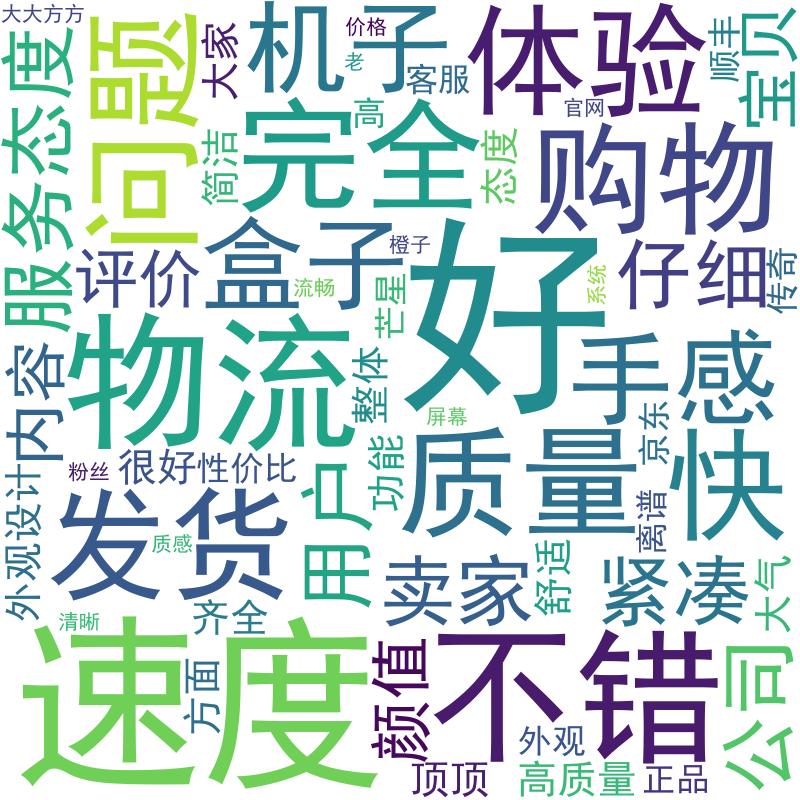 大大方方
价格
大家
机子
体验
顺丰
宝贝
服务态度
问题
老
客服
官网
高
完全
购物
简洁
态度
评价
盒子
橙子
好
仔细
传奇
流畅
系统
芒星
物流
整体
手感
内容
屏幕
京东
粉丝
很好
性价比
功能
质量
快
外观设计
发货
用户
离谱
质感
卖家
舒适
紧凑
大气
清晰
齐全
速度
方面
颜值
不错
公司
外观
顶顶
高质量
正品